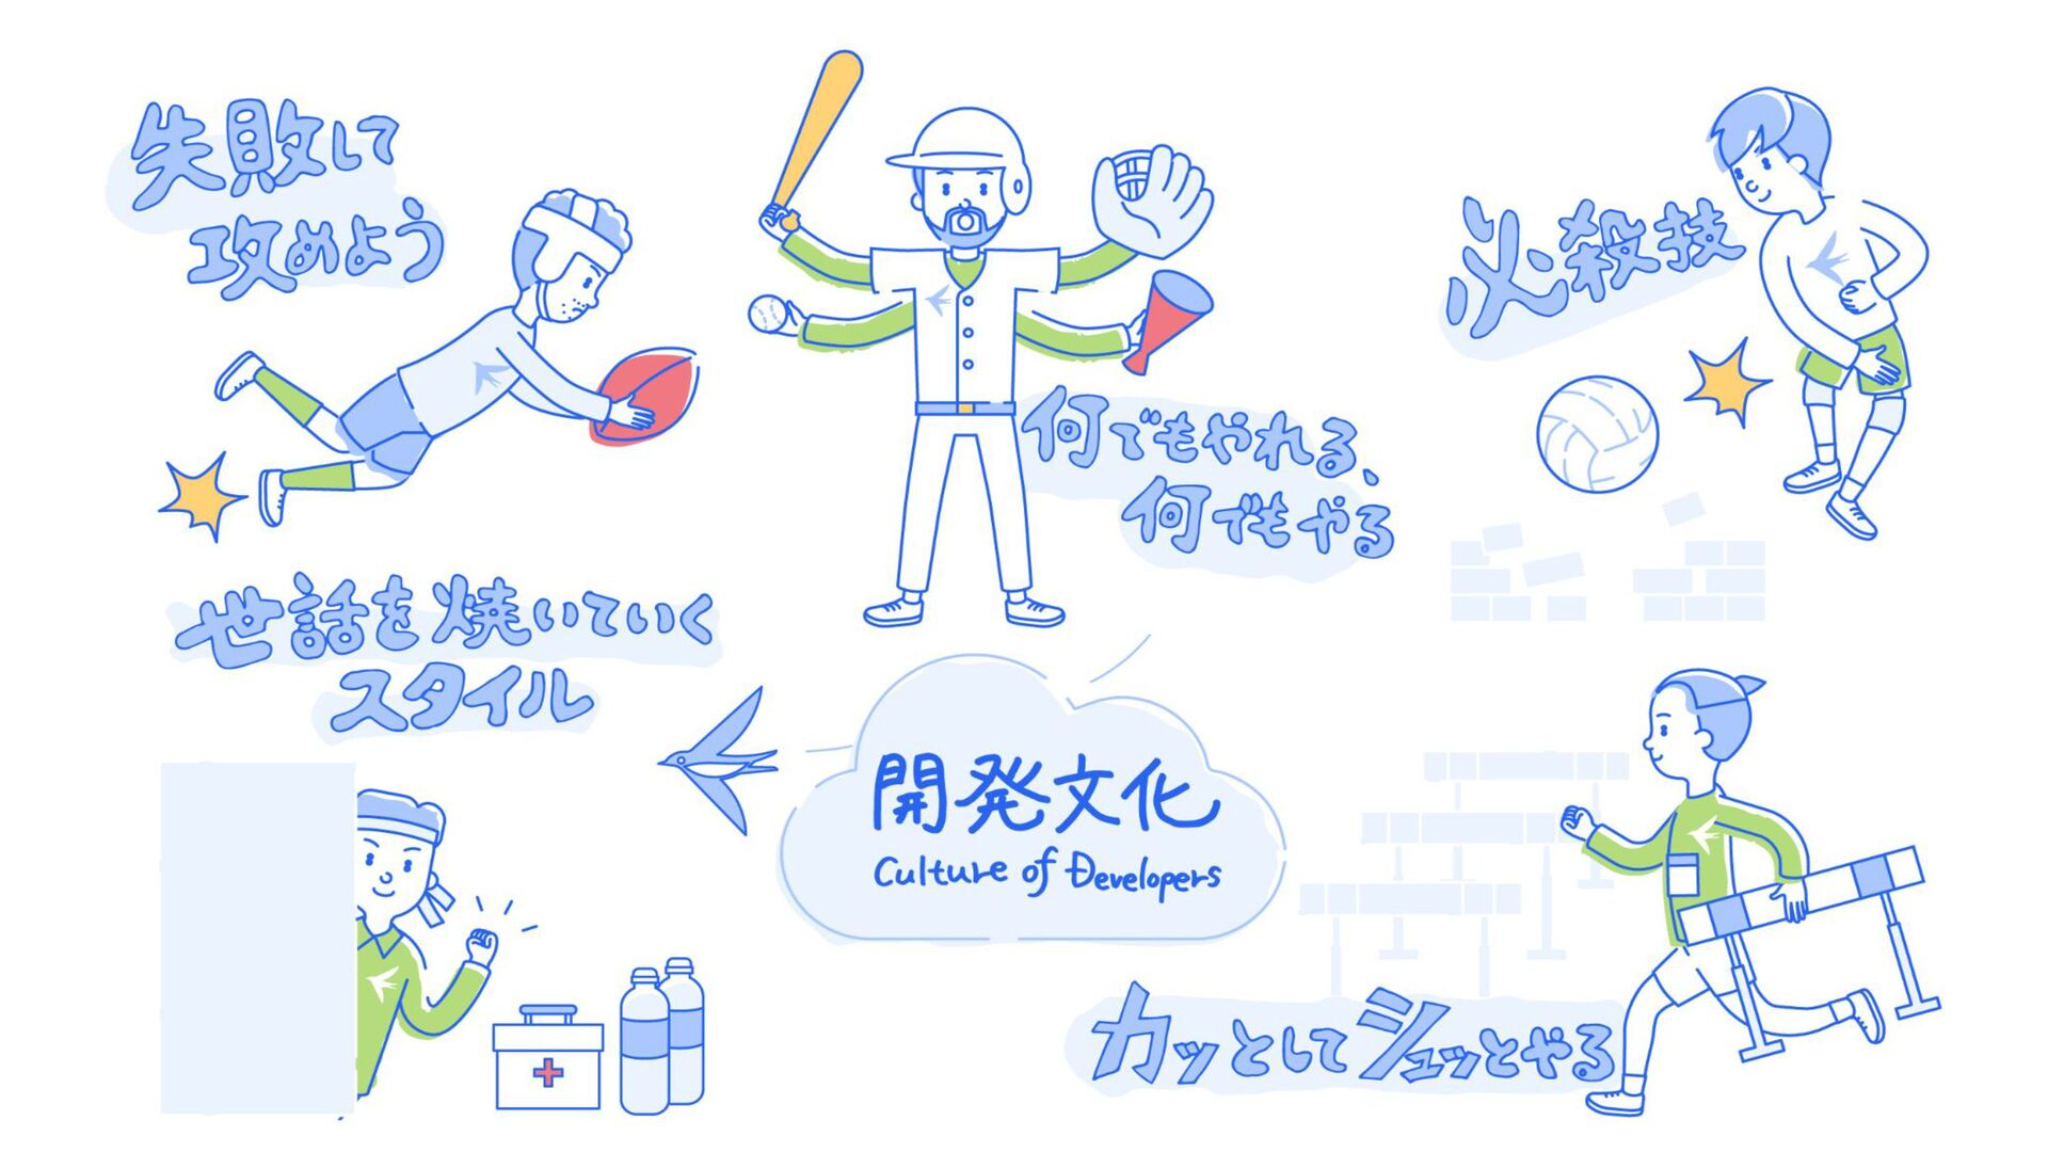 失敗して
攻めよう
何でもやれる、
何でもやる
必殺技
世話を焼いていく
スタイル
開発文化
Culture of Developers
カッとしてシュッとやる